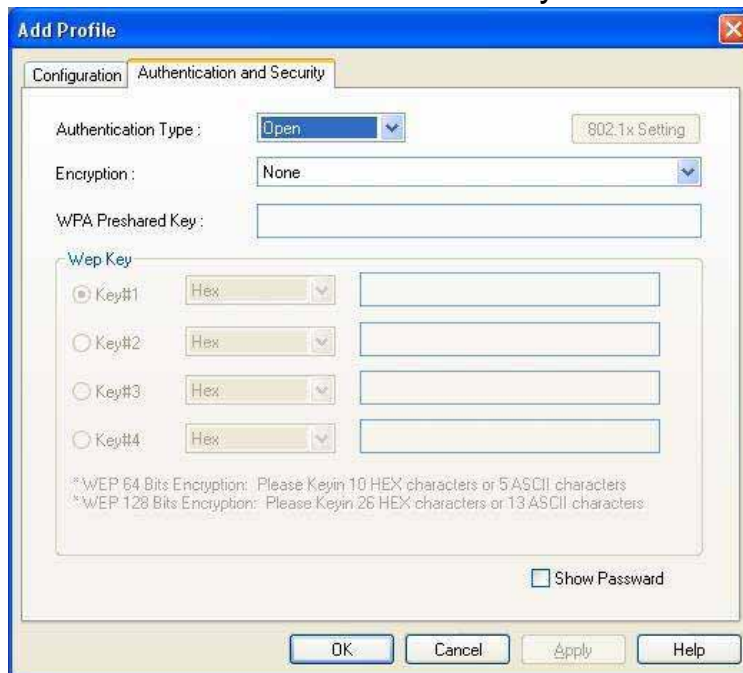 Add Profile
Configuration Authentication and Security
Authentication Type : Open 802.1x Setting
Encryption : None
WPA Preshared Key :
Wep Key
Key#1 Hex
Key#2 Hex
Key#3 Hex
Key#4 Hex
* WEP 64 Bits Encryption: Please Keyin 10 HEX characters or 5 ASCII characters
* WEP 128 Bits Encryption: Please Keyin 26 HEX characters or 13 ASCII characters
Show Passward
OK Cancel Apply Help